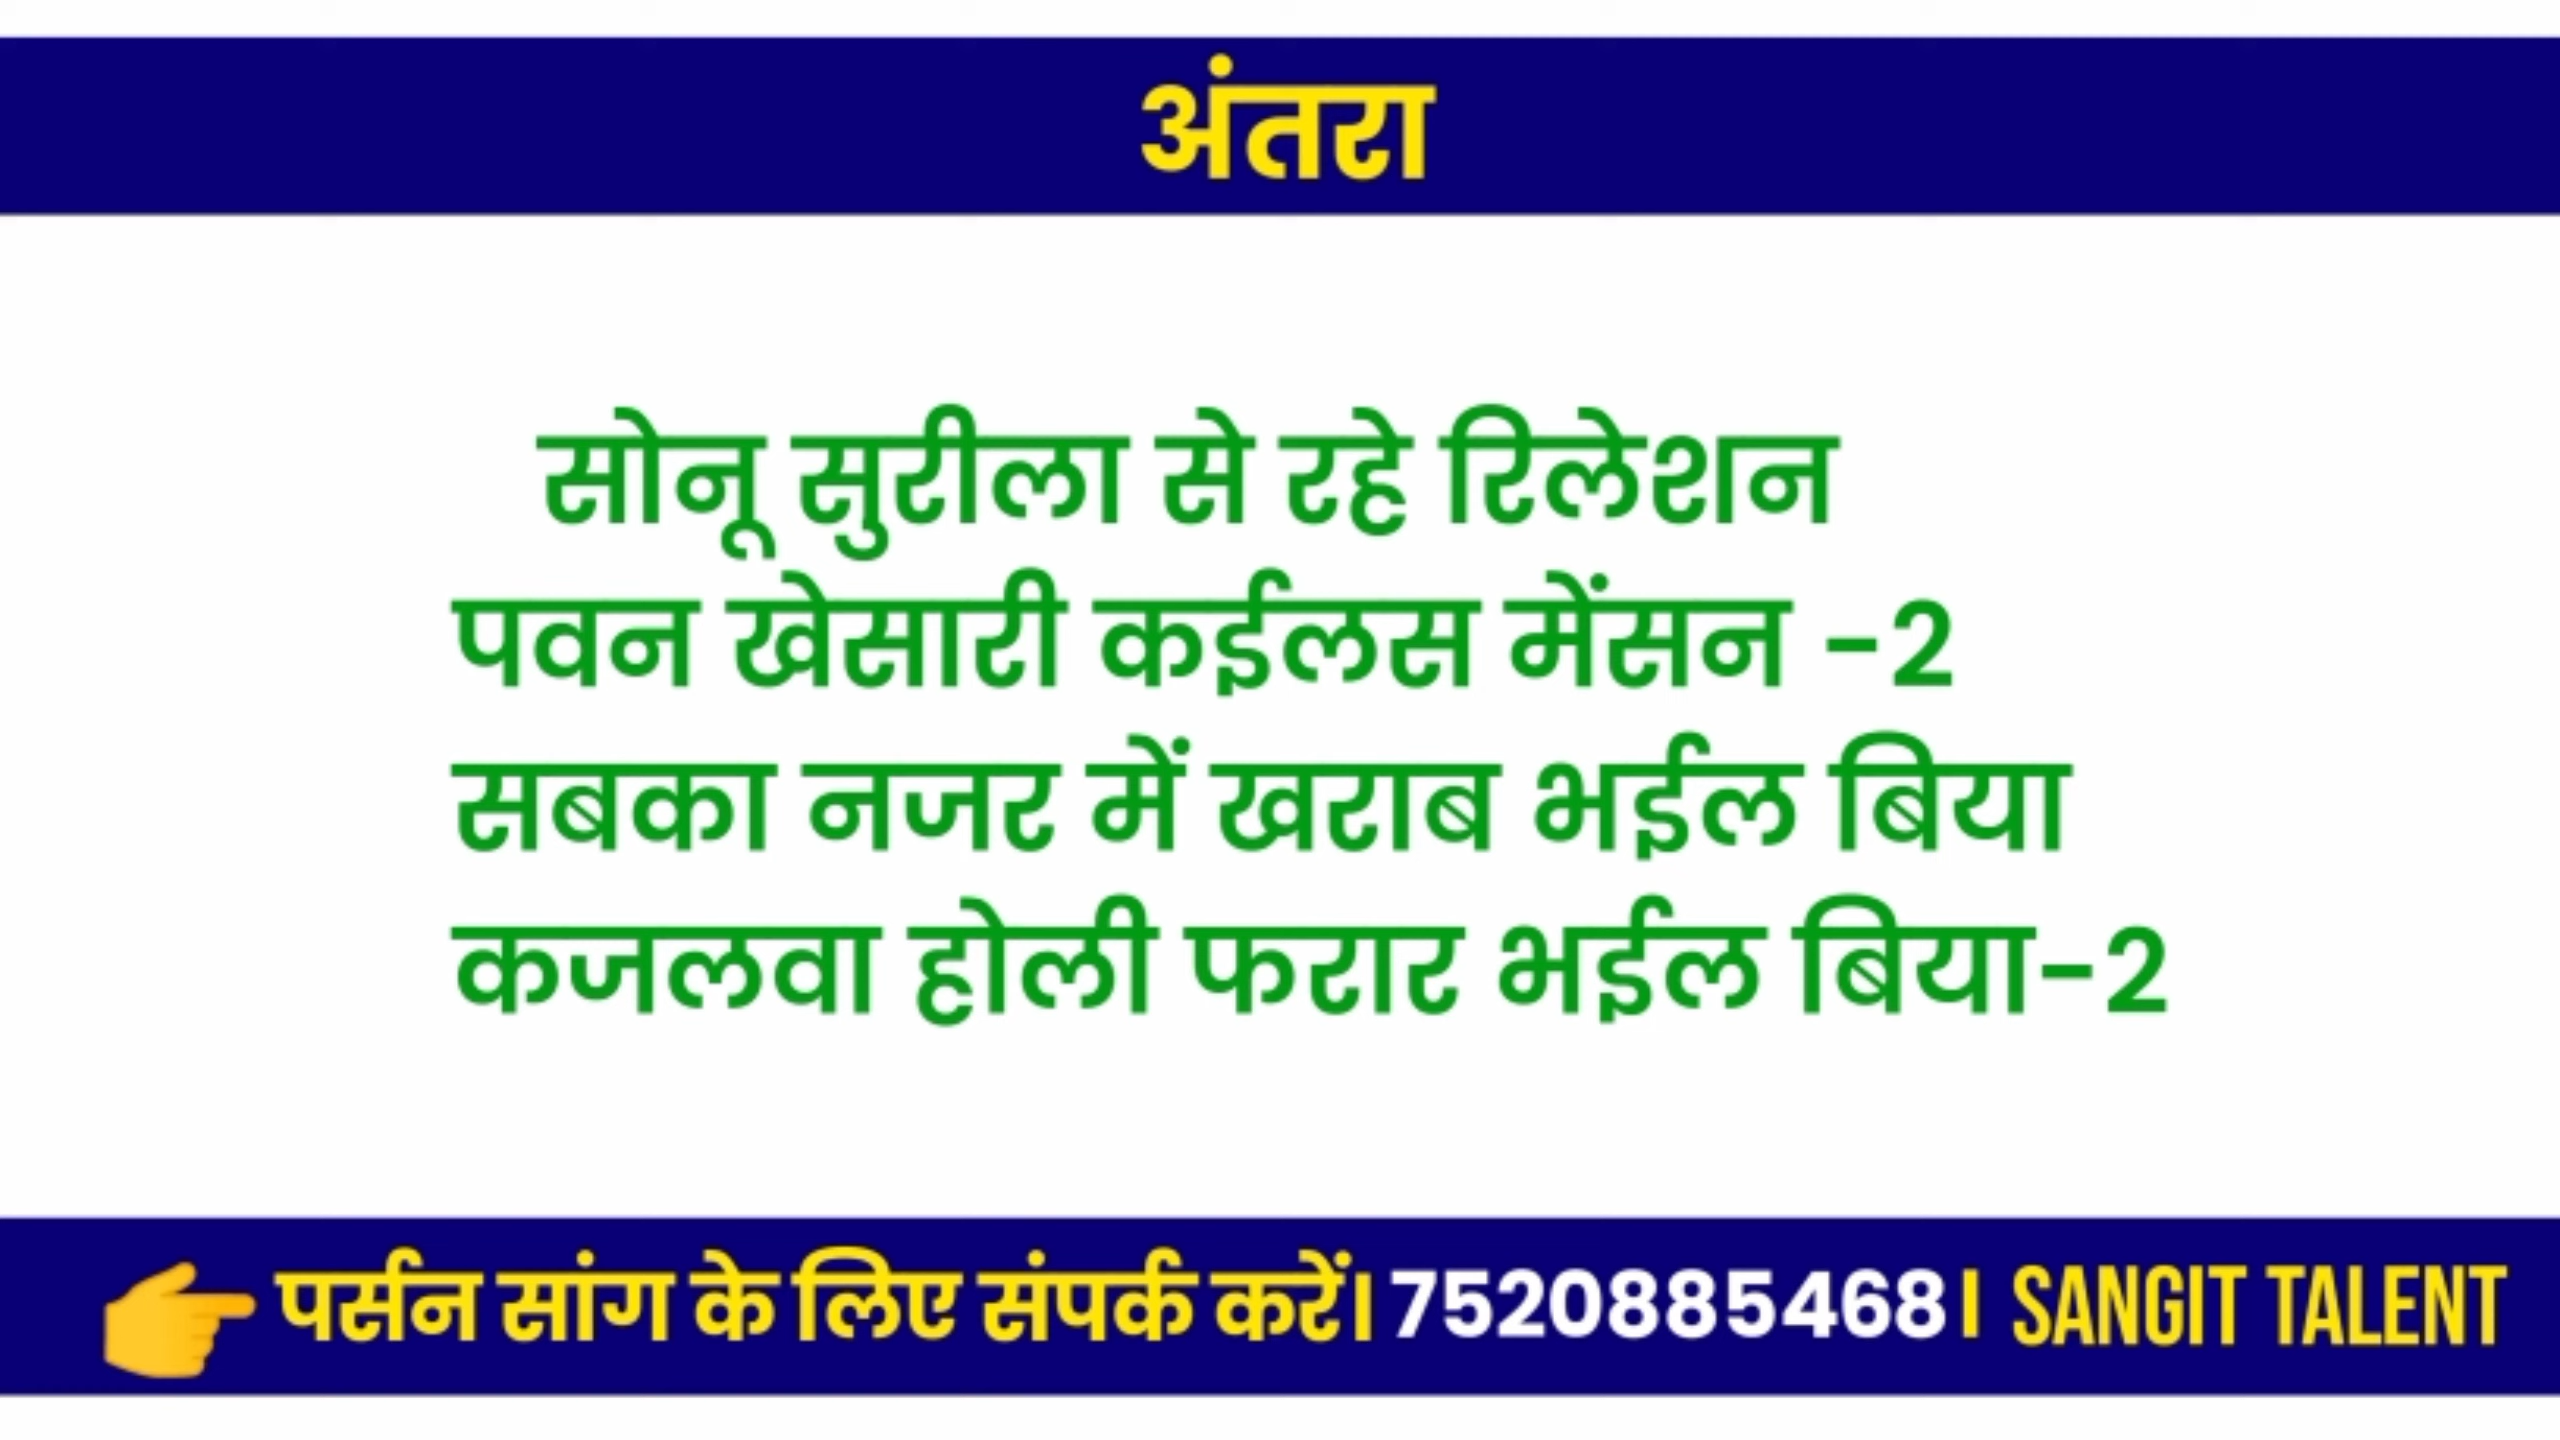 अंतरा
सोनू सुरीला से रहे रिलेशन
पवन खेसारी कईलस मेंसन -2
सबका नजर में खराब भईल बिया
कजलवा होली फरार भईल बिया-2
👉 पर्सन सांग के लिए संपर्क करें। 7520885468। SANGIT TALENT